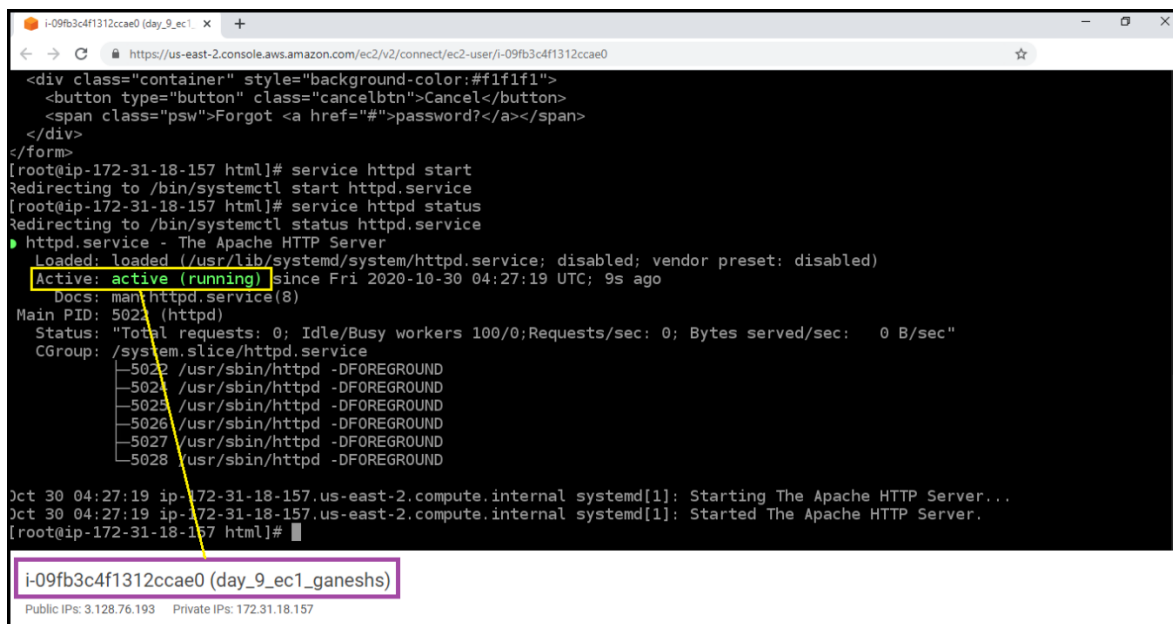 i-09fb3c4f1312ccae0 (day_9_ec1_
https://us-east-2.console.aws.amazon.com/ec2/v2/connect/ec2-user/i-09fb3c4f1312ccae0
<div class="container" style="background-color:#f1f1f1">
<button type="button" class="cancelbtn">Cancel</button>
<span class="psw">Forgot <a href="#">password?</a></span>
</div>
</form>
[root@ip-172-31-18-157 html]# service httpd start
Redirecting to /bin/systemctl start httpd.service
[root@ip-172-31-18-157 html]# service httpd status
Redirecting to /bin/systemctl status httpd.service
● httpd.service - The Apache HTTP Server
Loaded: loaded (/usr/lib/systemd/system/httpd.service; disabled; vendor preset: disabled)
Active: active (running) since Fri 2020-10-30 04:27:19 UTC; 9s ago
Docs: man:httpd.service(8)
Main PID: 5022 (httpd)
Status: "Total requests: 0; Idle/Busy workers 100/0;Requests/sec: 0; Bytes served/sec:   0 B/sec"
CGroup: /system.slice/httpd.service
├─5022 /usr/sbin/httpd -DFOREGROUND
├─5024 /usr/sbin/httpd -DFOREGROUND
├─5025 /usr/sbin/httpd -DFOREGROUND
├─5026 /usr/sbin/httpd -DFOREGROUND
├─5027 /usr/sbin/httpd -DFOREGROUND
└─5028 /usr/sbin/httpd -DFOREGROUND
Oct 30 04:27:19 ip-172-31-18-157.us-east-2.compute.internal systemd[1]: Starting The Apache HTTP Server...
Oct 30 04:27:19 ip-172-31-18-157.us-east-2.compute.internal systemd[1]: Started The Apache HTTP Server.
[root@ip-172-31-18-157 html]#
i-09fb3c4f1312ccae0 (day_9_ec1_ganeshs)
Public IPs: 3.128.76.193 Private IPs: 172.31.18.157